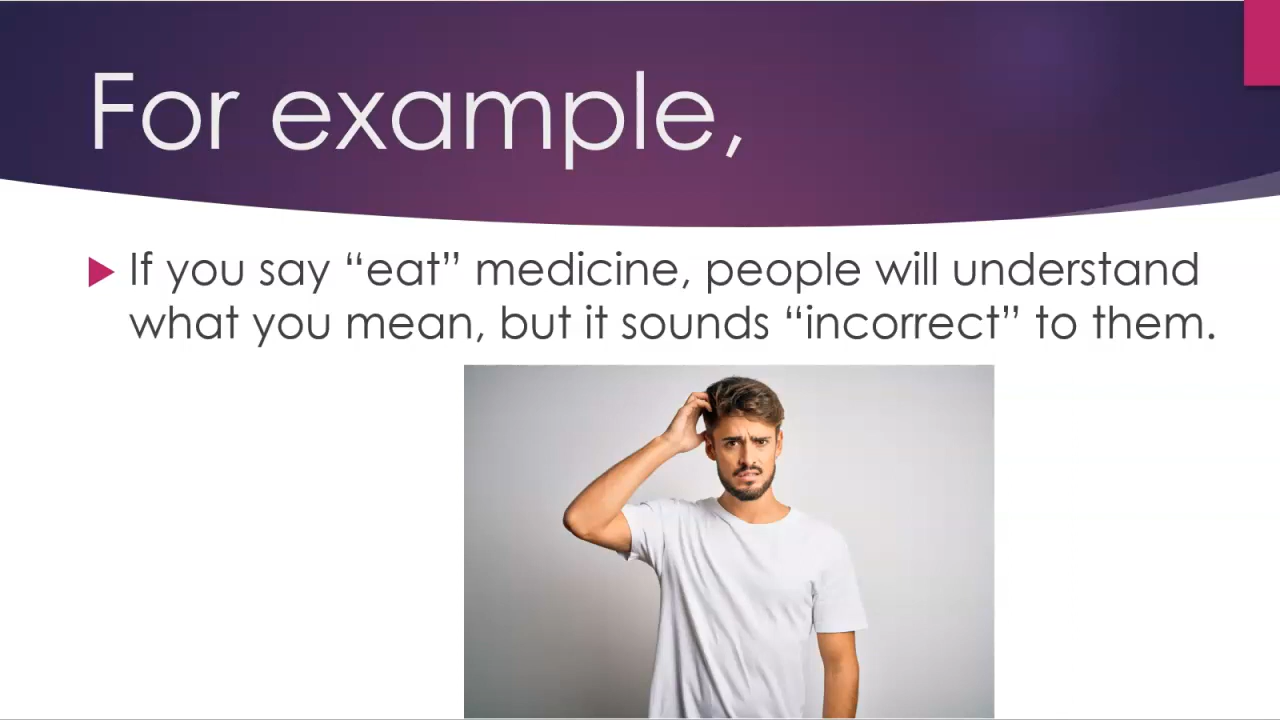 For example,
If you say “eat” medicine, people will understand
what you mean, but it sounds “incorrect” to them.